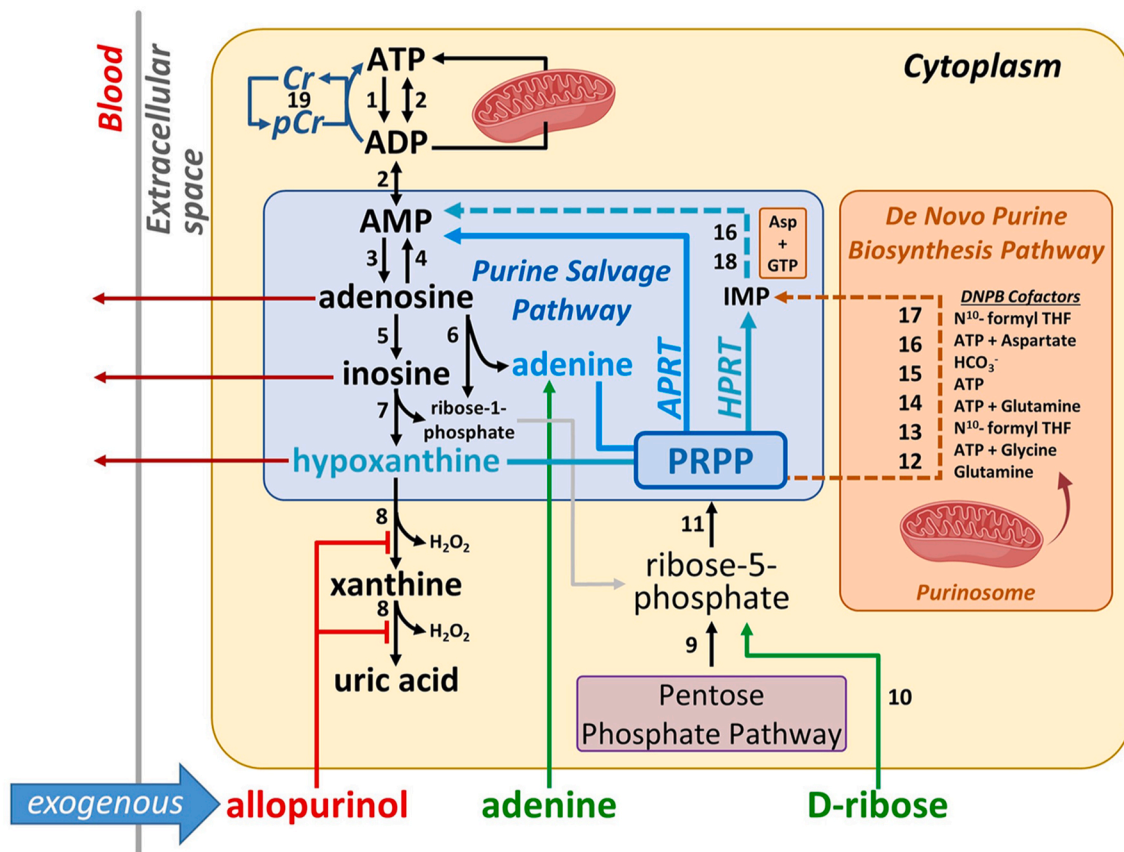 Blood
Extracellular
space
Cytoplasm
ATP
Cr
19
pCr
1
2
ADP
2
AMP
3
4
Purine Salvage
Pathway
adenosine
5
6
inosine
adenine
7
ribose-1-
phosphate
hypoxanthine
APRT
HPRT
PRPP
16
18
Asp
+
GTP
IMP
De Novo Purine
Biosynthesis Pathway
DNPB Cofactors
17 N¹⁰- formyl THF
16 ATP + Aspartate
15 HCO₃⁻
ATP
14 ATP + Glutamine
13 N¹⁰- formyl THF
12 ATP + Glycine
Glutamine
Purinosome
8
H₂O₂
xanthine
8
H₂O₂
uric acid
11
ribose-5-
phosphate
9
10
Pentose
Phosphate Pathway
exogenous
allopurinol
adenine
D-ribose